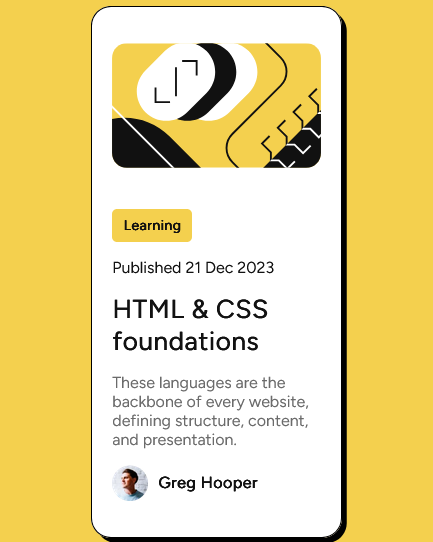 Learning
Published 21 Dec 2023
HTML & CSS
foundations
These languages are the
backbone of every website,
defining structure, content,
and presentation.
Greg Hooper